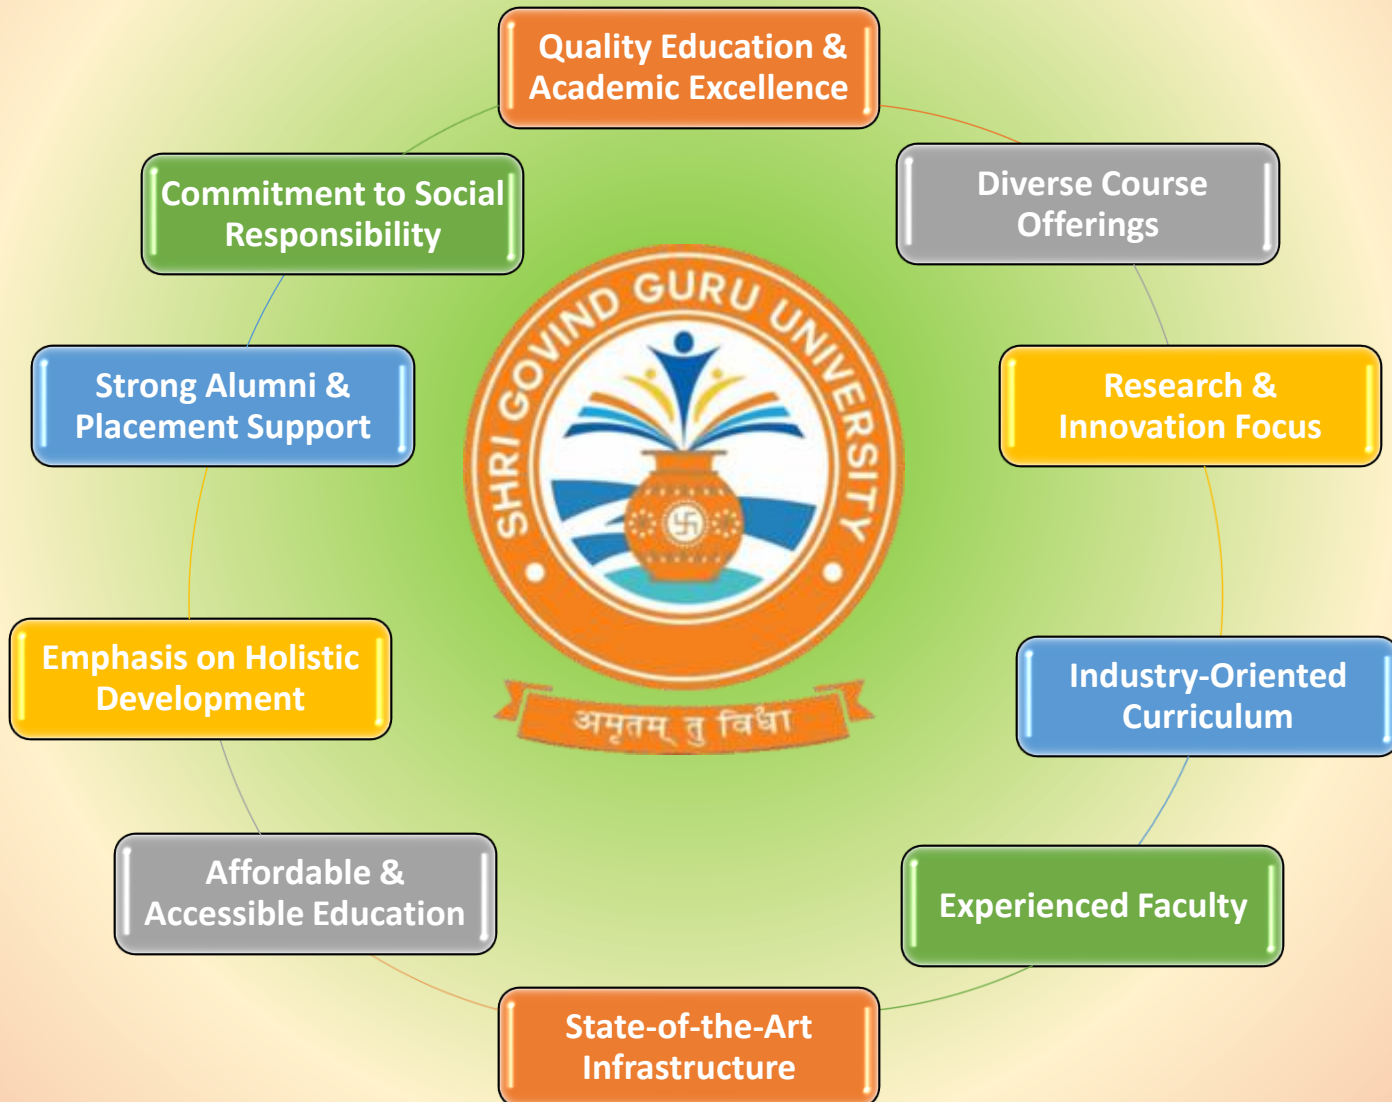 Quality Education &
Academic Excellence
Diverse Course
Offerings
Research &
Innovation Focus
Industry-Oriented
Curriculum
Experienced Faculty
State-of-the-Art
Infrastructure
Affordable &
Accessible Education
Emphasis on Holistic
Development
Strong Alumni &
Placement Support
Commitment to Social
Responsibility
SHRI GOVIND GURU UNIVERSITY
अमृतम् तु विधा